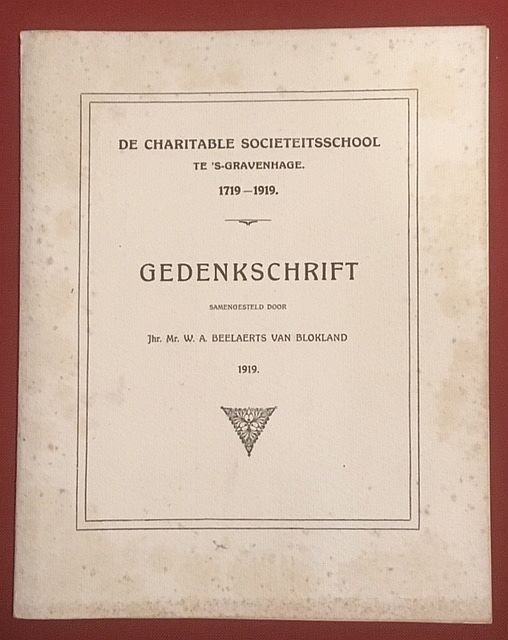 DE CHARITABLE SOCIETEITSSCHOOL
TE 'S-GRAVENHAGE.
1719—1919.
GEDENKSCHRIFT
SAMENGESTELD DOOR
Jhr. Mr. W. A. BEELAERTS VAN BLOKLAND
1919.